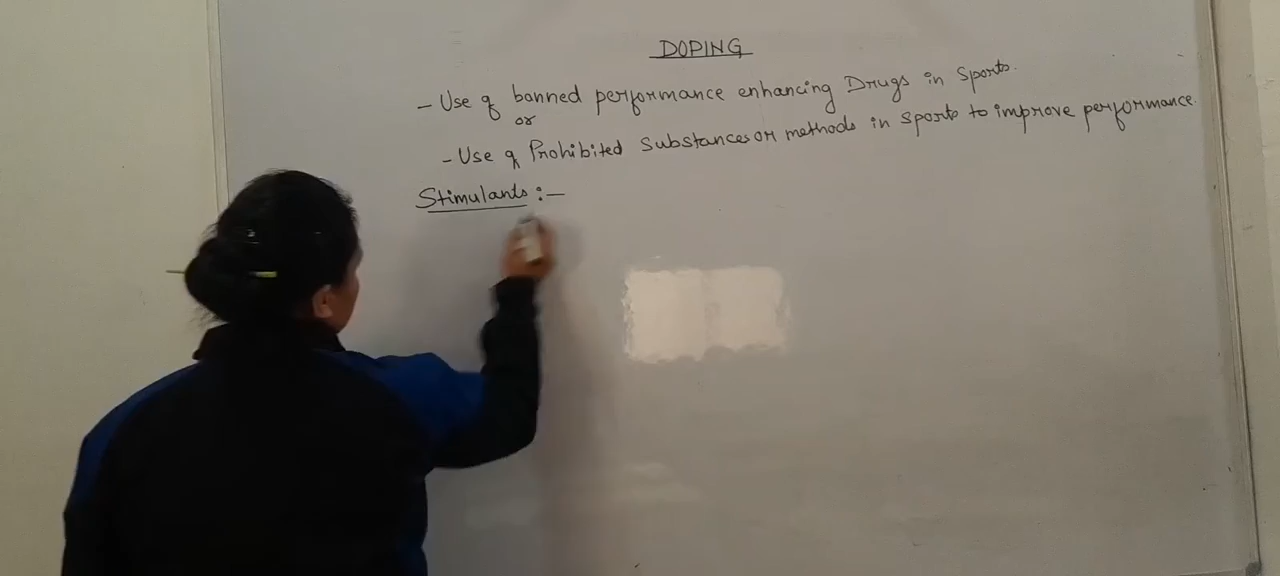 DOPING
- Use of banned performance enhancing Drugs in Sports.
or
- Use of Prohibited Substances or methods in Sports to improve performance.
Stimulants :-